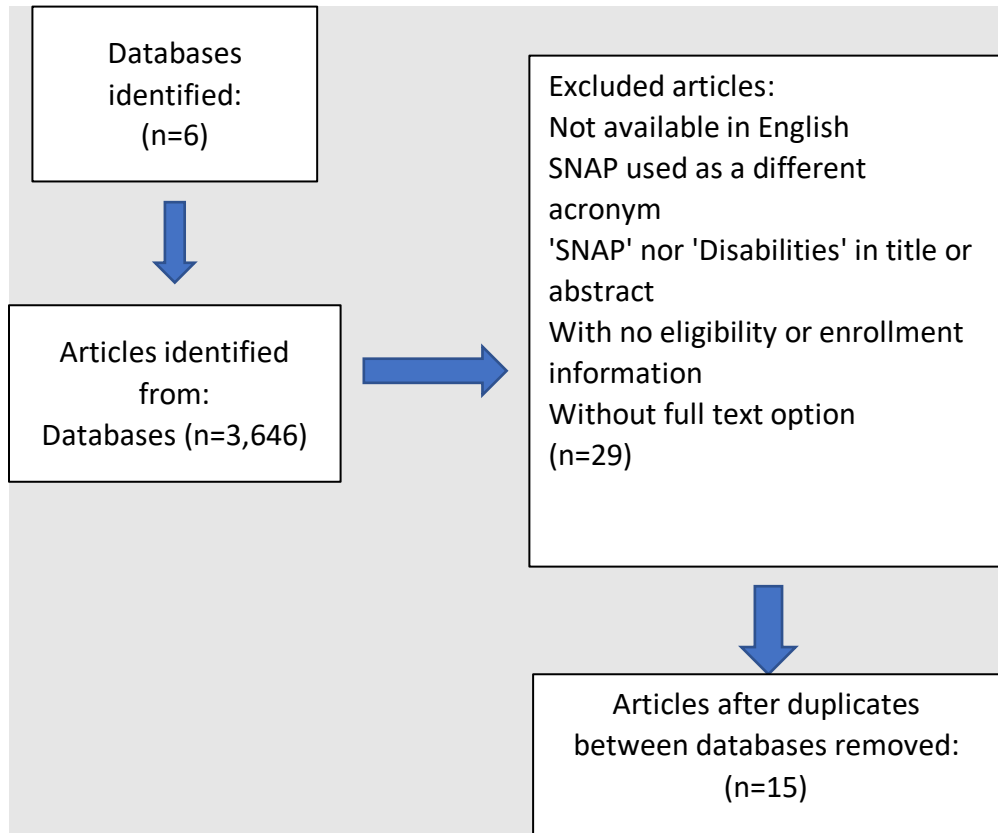 Databases
identified:
(n=6)
Articles identified
from:
Databases (n=3,646)
Excluded articles:
Not available in English
SNAP used as a different
acronym
'SNAP' nor 'Disabilities' in title or
abstract
With no eligibility or enrollment
information
Without full text option
(n=29)
Articles after duplicates
between databases removed:
(n=15)